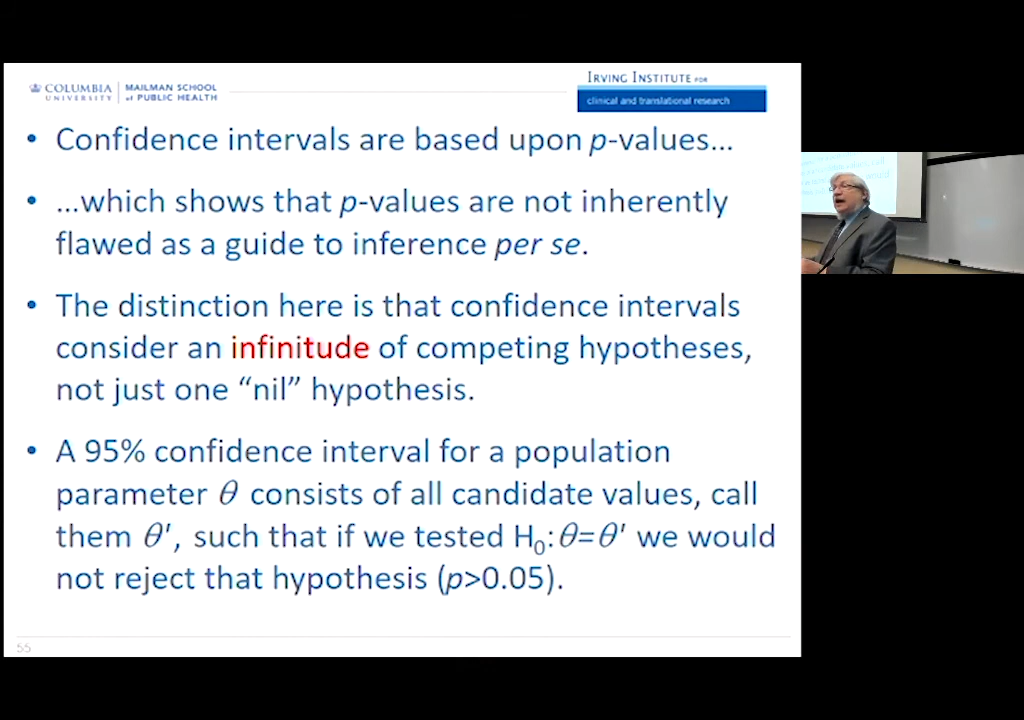 COLUMBIA UNIVERSITY
MAILMAN SCHOOL OF PUBLIC HEALTH
IRVING INSTITUTE FOR
clinical and translational research
• Confidence intervals are based upon p-values...
• ...which shows that p-values are not inherently
flawed as a guide to inference per se.
• The distinction here is that confidence intervals
consider an infinitude of competing hypotheses,
not just one “nil” hypothesis.
• A 95% confidence interval for a population
parameter θ consists of all candidate values, call
them θ′, such that if we tested H₀:θ=θ′ we would
not reject that hypothesis (p>0.05).
55